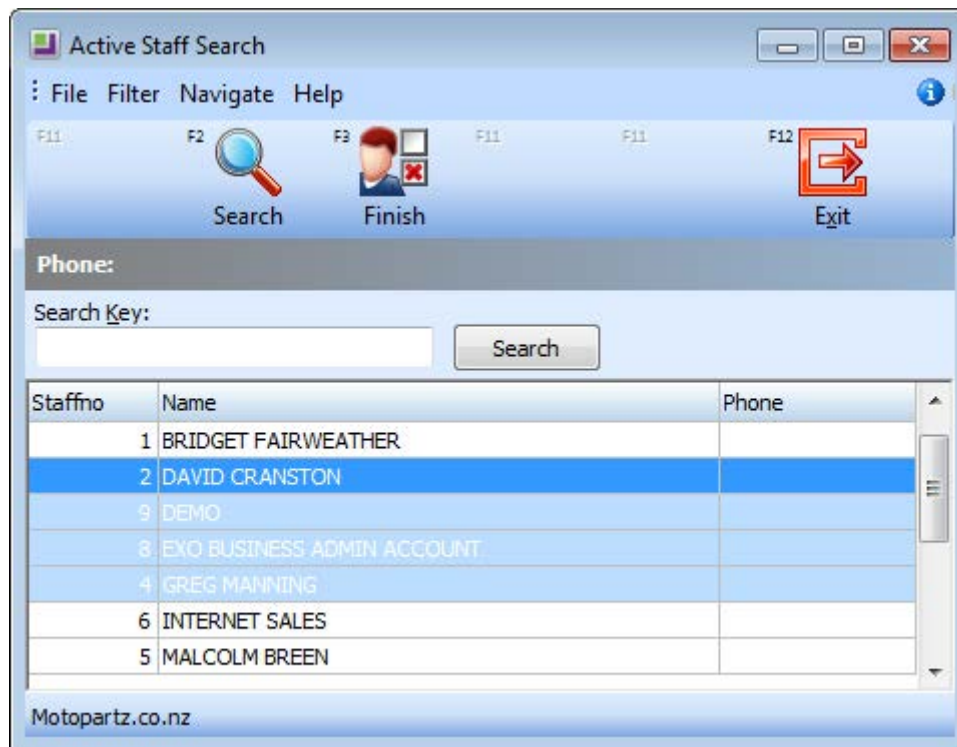 Active Staff Search
File Filter Navigate Help
F11 F2 F3 F11 F11 F12
Search Finish Exit
Phone:
Search Key:
Search
Staffno Name Phone
1 BRIDGET FAIRWEATHER
2 DAVID CRANSTON
9 DEMO
8 EXO BUSINESS ADMIN ACCOUNT
4 GREG MANNING
6 INTERNET SALES
5 MALCOLM BREEN
Motopartz.co.nz